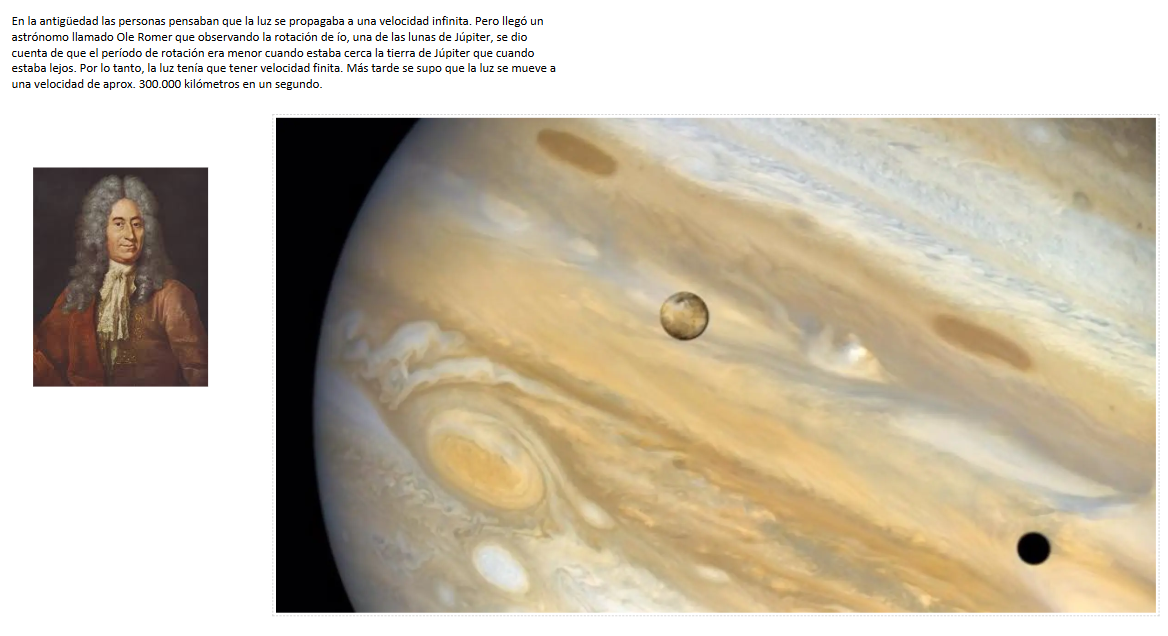 En la antigüedad las personas pensaban que la luz se propagaba a una velocidad infinita. Pero llegó un
astrónomo llamado Ole Romer que observando la rotación de ío, una de las lunas de Júpiter, se dio
cuenta de que el período de rotación era menor cuando estaba cerca la tierra de Júpiter que cuando
estaba lejos. Por lo tanto, la luz tenía que tener velocidad finita. Más tarde se supo que la luz se mueve a
una velocidad de aprox. 300.000 kilómetros en un segundo.